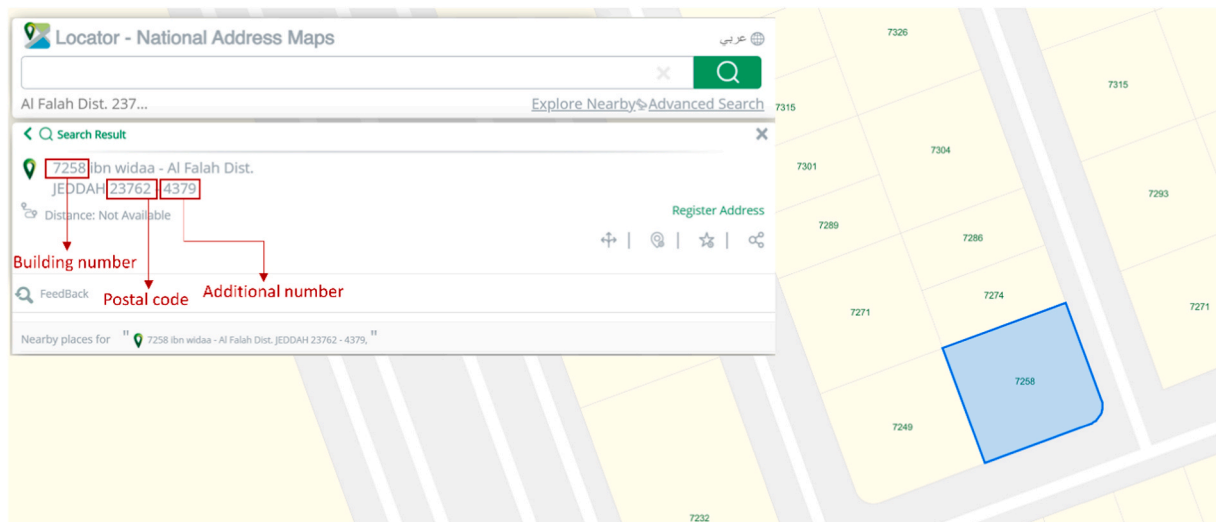 Locator - National Address Maps
عربي
Al Falah Dist. 237...
Explore Nearby Advanced Search
Search Result
7258 ibn widaa - Al Falah Dist.
JEDDAH 23762 - 4379
Distance: Not Available
Register Address
Building number
Postal code
Additional number
FeedBack
Nearby places for " 7258 ibn widaa - Al Falah Dist. JEDDAH 23762 - 4379, "
7326
7315
7315
7304
7301
7293
7289
7286
7274
7271
7271
7258
7249
7232